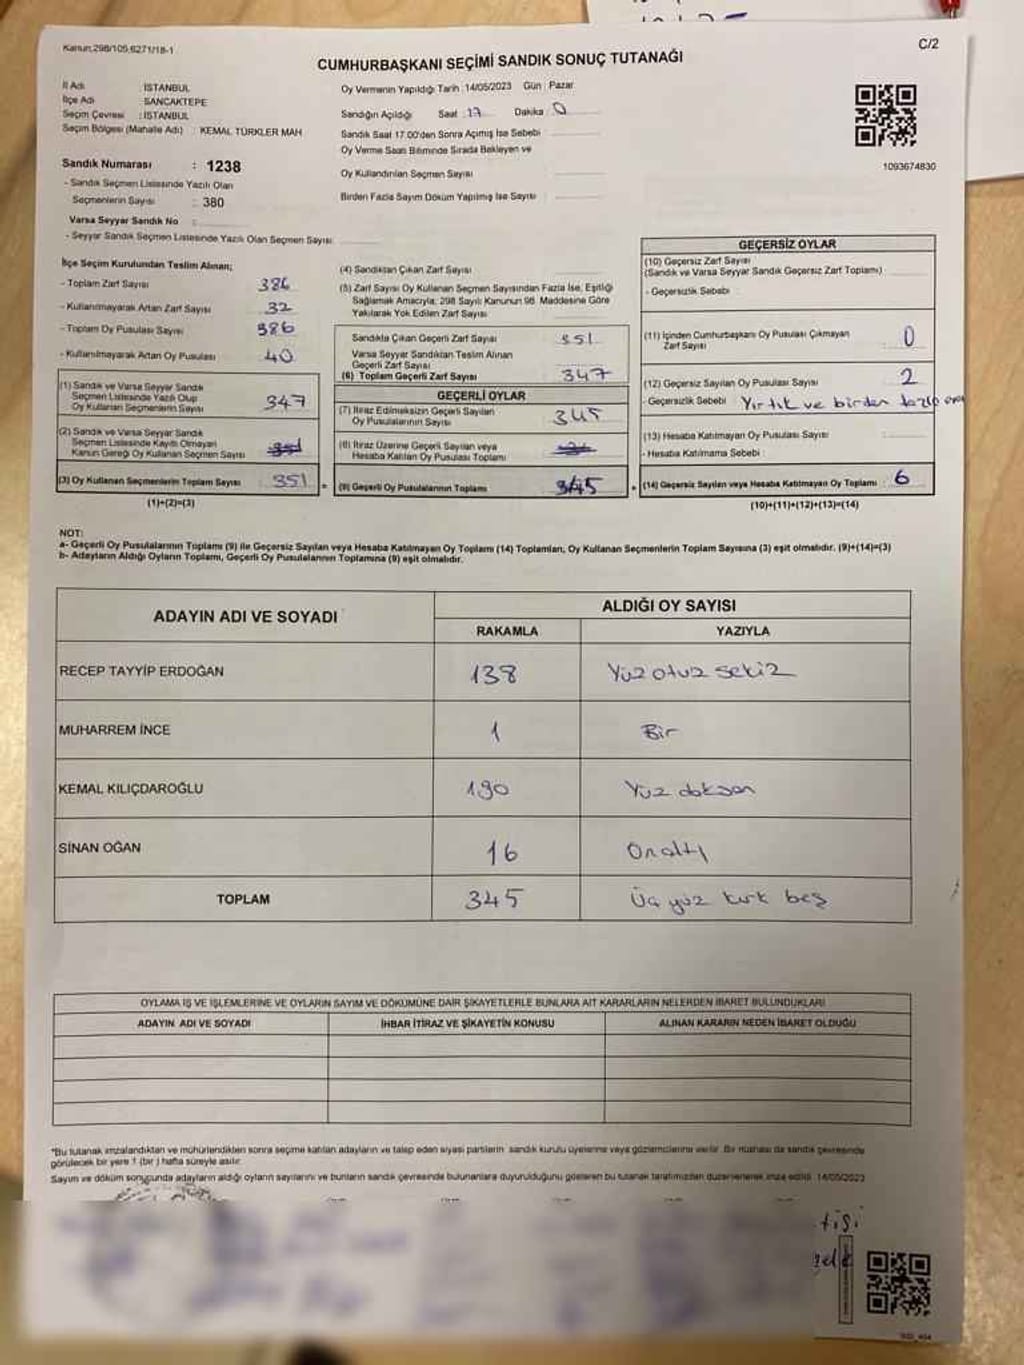 Kanun;298/105,6271/18-1
C/2
CUMHURBAŞKANI SEÇİMİ SANDIK SONUÇ TUTANAĞI
İl Adı : İSTANBUL
İlçe Adı : SANCAKTEPE
Seçim Çevresi : İSTANBUL
Seçim Bölgesi (Mahalle Adı) : KEMAL TÜRKLER MAH
Sandık Numarası : 1238
- Sandık Seçmen Listesinde Yazılı Olan
Seçmenlerin Sayısı : 380
Varsa Seyyar Sandık No :
- Seyyar Sandık Seçmen Listesinde Yazılı Olan Seçmen Sayısı:
Oy Vermenin Yapıldığı Tarih :14/05/2023 Gün : Pazar
Sandığın Açıldığı Saat :17 Dakika :0
Sandık Saat 17.00'den Sonra Açımış İse Sebebi :
Oy Verme Saati Bitiminde Sırada Bekleyen ve
Oy Kullandırılan Seçmen Sayısı :
Birden Fazla Sayım Döküm Yapılmış İse Sayısı :
1093674830
İlçe Seçim Kurulundan Teslim Alınan;
- Toplam Zarf Sayısı : 386
- Kullanılmayarak Artan Zarf Sayısı : 32
- Toplam Oy Pusulası Sayısı : 386
- Kullanılmayarak Artan Oy Pusulası : 40
(1) Sandık ve Varsa Seyyar Sandık
Seçmen Listesinde Yazılı Olup
Oy Kullanan Seçmenlerin Sayısı : 347
(2) Sandık ve Varsa Seyyar Sandık
Seçmen Listesinde Kayıtlı Olmayan
Kanun Gereği Oy Kullanan Seçmen Sayısı :
(3) Oy Kullanan Seçmenlerin Toplam Sayısı : 351
(1)+(2)=(3)
(4) Sandıktan Çıkan Zarf Sayısı :
(5) Zarf Sayısı Oy Kullanan Seçmen Sayısından Fazla İse, Eşitliği
Sağlamak Amacıyla; 298 Sayılı Kanunun 98. Maddesine Göre
Yakılarak Yok Edilen Zarf Sayısı :
Sandıkta Çıkan Geçerli Zarf Sayısı : 351
Varsa Seyyar Sandıktan Teslim Alınan
Geçerli Zarf Sayısı :
(6) Toplam Geçerli Zarf Sayısı : 347
GEÇERLİ OYLAR
(7) İtiraz Edilmeksizin Geçerli Sayılan
Oy Pusulalarının Sayısı : 345
(8) İtiraz Üzerine Geçerli Sayılan veya
Hesaba Katılan Oy Pusulası Toplamı :
(9) Geçerli Oy Pusulalarının Toplamı : 345
GEÇERSİZ OYLAR
(10) Geçersiz Zarf Sayısı
(Sandık ve Varsa Seyyar Sandık Geçersiz Zarf Toplamı) :
- Geçersizlik Sebebi :
(11) İçinden Cumhurbaşkanı Oy Pusulası Çıkmayan
Zarf Sayısı : 0
(12) Geçersiz Sayılan Oy Pusulası Sayısı : 2
- Geçersizlik Sebebi : Yırtık ve birden fazla
(13) Hesaba Katılmayan Oy Pusulası Sayısı :
- Hesaba Katılmama Sebebi :
(14) Geçersiz Sayılan veya Hesaba Katılmayan Oy Toplamı : 6
(10)+(11)+(12)+(13)=(14)
NOT:
a- Geçerli Oy Pusulalarının Toplamı (9) ile Geçersiz Sayılan veya Hesaba Katılmayan Oy Toplamı (14) Toplamları, Oy Kullanan Seçmenlerin Toplam Sayısına (3) eşit olmalıdır. (9)+(14)=(3)
b- Adayların Aldığı Oyların Toplamı, Geçerli Oy Pusulalarının Toplamına (9) eşit olmalıdır.
ADAYIN ADI VE SOYADI ALDIĞI OY SAYISI
RAKAMLA YAZIYLA
RECEP TAYYİP ERDOĞAN 138 Yüz otuz sekiz
MUHARREM İNCE 1 Bir
KEMAL KILIÇDAROĞLU 190 Yüz doksan
SİNAN OĞAN 16 Onaltı
TOPLAM 345 Üç yüz kırk beş
OYLAMA İŞ VE İŞLEMLERİNE VE OYLARIN SAYIM VE DÖKÜMÜNE DAİR ŞİKAYETLERLE BUNLARA AİT KARARLARIN NELERDEN İBARET BULUNDUKLARI
ADAYIN ADI VE SOYADI İHBAR İTİRAZ VE ŞİKAYETİN KONUSU ALINAN KARARIN NEDEN İBARET OLDUĞU
*Bu tutanak imzalandıktan ve mühürlendikten sonra seçime katılan adayların ve talep eden siyasi partilerin sandık kurulu üyelerine veya gözlemcilerine verilir. Bir nüshası da sandık çevresinde
görülecek bir yere 1 (bir) hafta süreyle asılır.
Sayım ve döküm sonucunda adayların aldığı oyların sayılarını ve bunların sandık çevresinde bulunanlara duyurulduğunu gösteren bu tutanak tarafımızdan düzenlenerek imza edildi. 14/05/2023
tisi